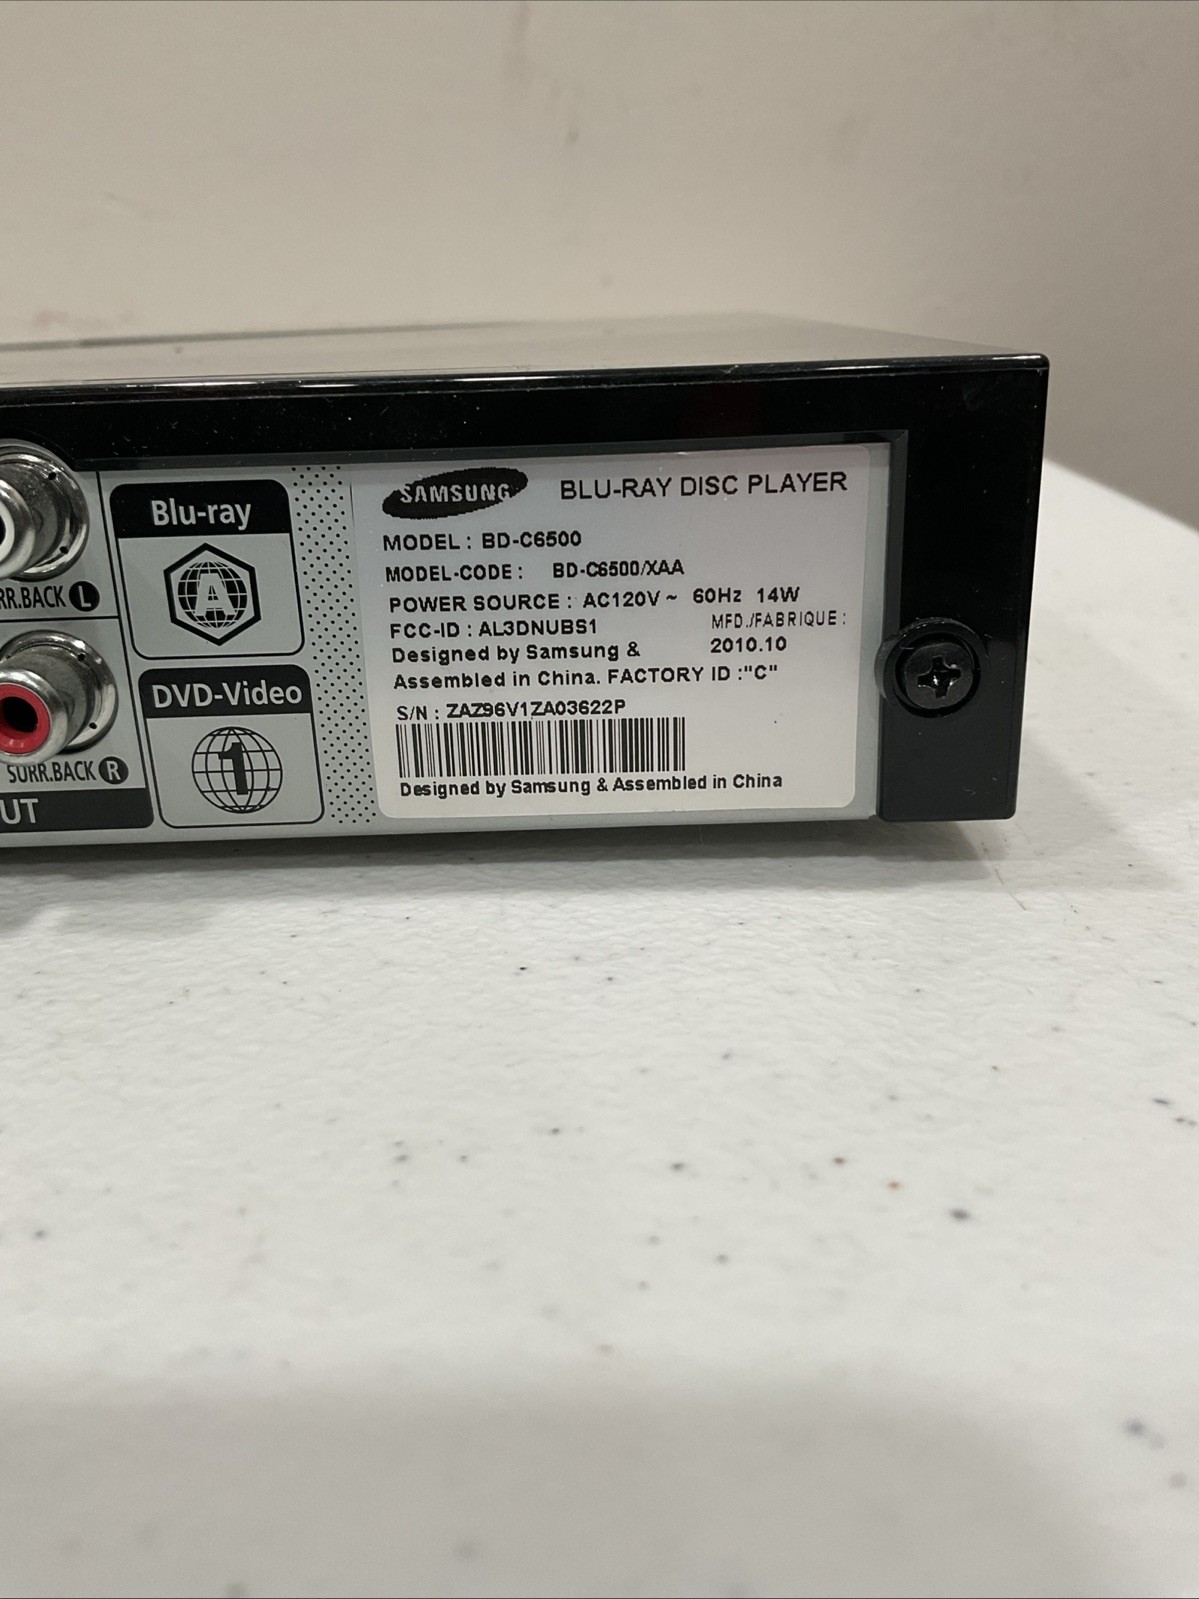 Blu-ray
A
RR.BACK L
DVD-Video
1
SURR.BACK R
UT
SAMSUNG BLU-RAY DISC PLAYER
MODEL : BD-C6500
MODEL-CODE : BD-C6500/XAA
POWER SOURCE : AC120V ~ 60Hz 14W
FCC-ID : AL3DNUBS1 MFD./FABRIQUE :
Designed by Samsung & 2010.10
Assembled in China. FACTORY ID :"C"
S/N : ZAZ96V1ZA03622P
Designed by Samsung & Assembled in China